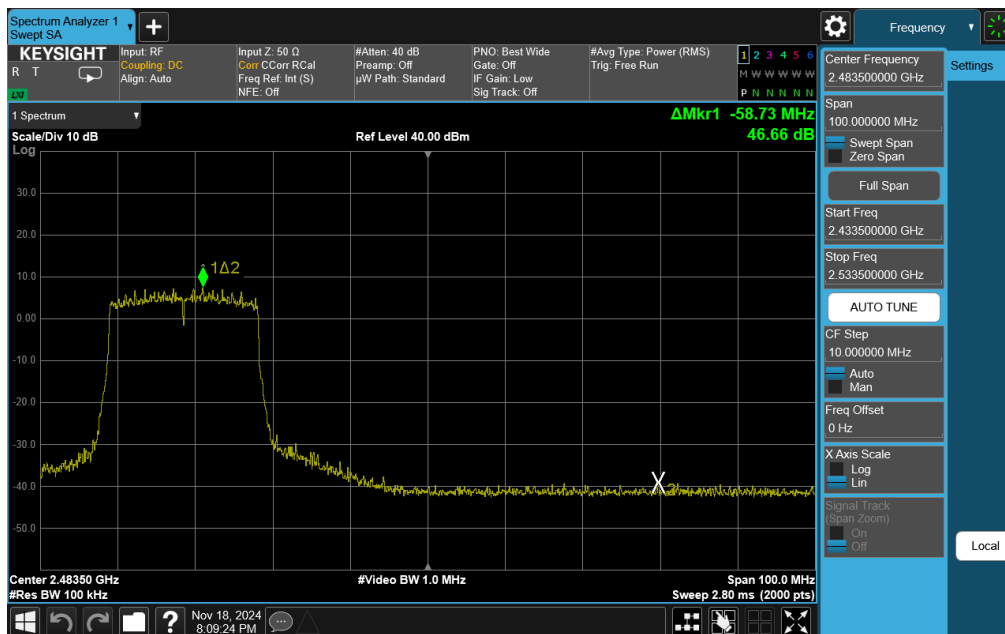 Spectrum Analyzer 1
Swept SA
+
Frequency
KEYSIGHT
R T
LXI
Input: RF
Coupling: DC
Align: Auto
Input Z: 50 Ω
Corr CCorr RCal
Freq Ref: Int (S)
NFE: Off
#Atten: 40 dB
Preamp: Off
µW Path: Standard
PNO: Best Wide
Gate: Off
IF Gain: Low
Sig Track: Off
#Avg Type: Power (RMS)
Trig: Free Run
1 2 3 4 5 6
M W W W W W
P N N N N N
1 Spectrum
Scale/Div 10 dB
Log
Ref Level 40.00 dBm
ΔMkr1 -58.73 MHz
46.66 dB
30.0
20.0
10.0
0.00
-10.0
-20.0
-30.0
-40.0
-50.0
1Δ2
X
2
Center 2.48350 GHz
#Res BW 100 kHz
#Video BW 1.0 MHz
Span 100.0 MHz
Sweep 2.80 ms (2000 pts)
Center Frequency
2.483500000 GHz
Settings
Span
100.000000 MHz
Swept Span
Zero Span
Full Span
Start Freq
2.433500000 GHz
Stop Freq
2.533500000 GHz
AUTO TUNE
CF Step
10.000000 MHz
Auto
Man
Freq Offset
0 Hz
X Axis Scale
Log
Lin
Signal Track
(Span Zoom)
On
Off
Local
?
Nov 18, 2024
8:09:24 PM